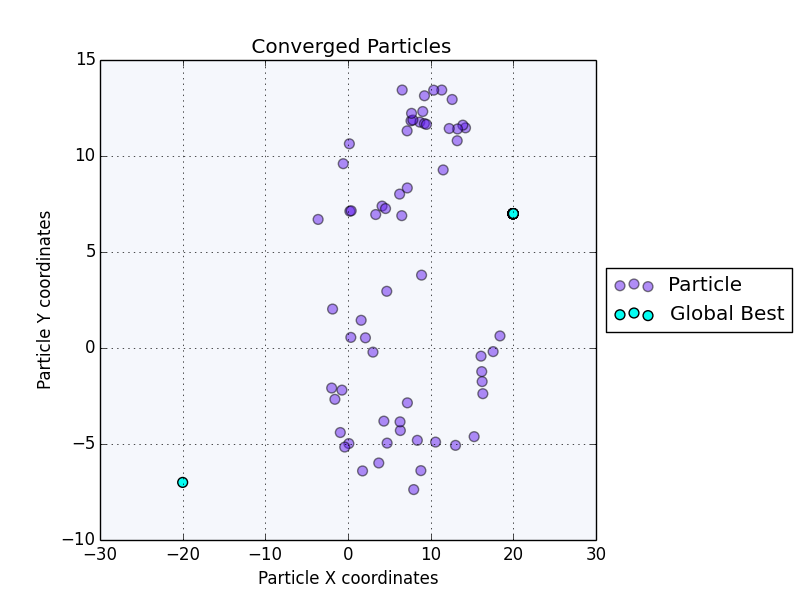 Converged Particles
15
10
5
0
−5
−10
−30
−20
−10
0
10
20
30
Particle Y coordinates
Particle X coordinates
Particle
Global Best